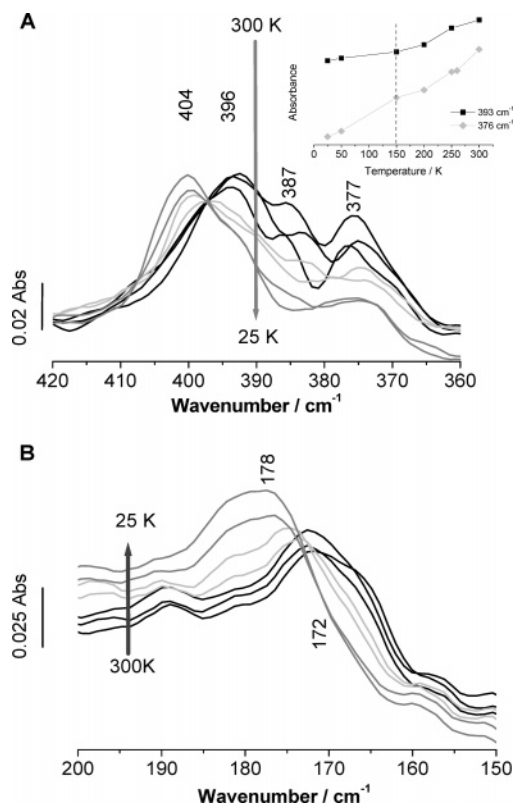 A
300 K
404
396
387
377
25 K
0.02 Abs
420 410 400 390 380 370 360
Wavenumber / cm-1
Absorbance
393 cm-1
376 cm-1
0 50 100 150 200 250 300
Temperature / K
B
178
25 K
172
300K
0.025 Abs
200 190 180 170 160 150
Wavenumber / cm-1